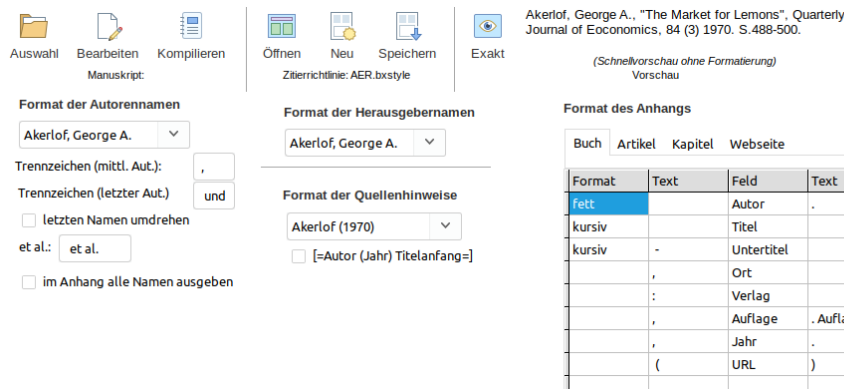 Auswahl Bearbeiten Kompilieren
Manuskript:
Öffnen Neu Speichern
Zitierrichtlinie: AER.bxstyle
Exakt
Akerlof, George A., "The Market for Lemons", Quarterly
Journal of Eoconomics, 84 (3) 1970. S.488-500.
(Schnellvorschau ohne Formatierung)
Vorschau
Format der Autorennamen
Akerlof, George A.
Trennzeichen (mittl. Aut.): ,
Trennzeichen (letzter Aut.) und
letzten Namen umdrehen
et al.: et al.
im Anhang alle Namen ausgeben
Format der Herausgebernamen
Akerlof, George A.
Format der Quellenhinweise
Akerlof (1970)
[=Autor (Jahr) Titelanfang=]
Format des Anhangs
Buch Artikel Kapitel Webseite
Format Text Feld Text
fett Autor .
kursiv Titel
kursiv - Untertitel
, Ort
: Verlag
, Auflage . Aufla
, Jahr .
( URL )